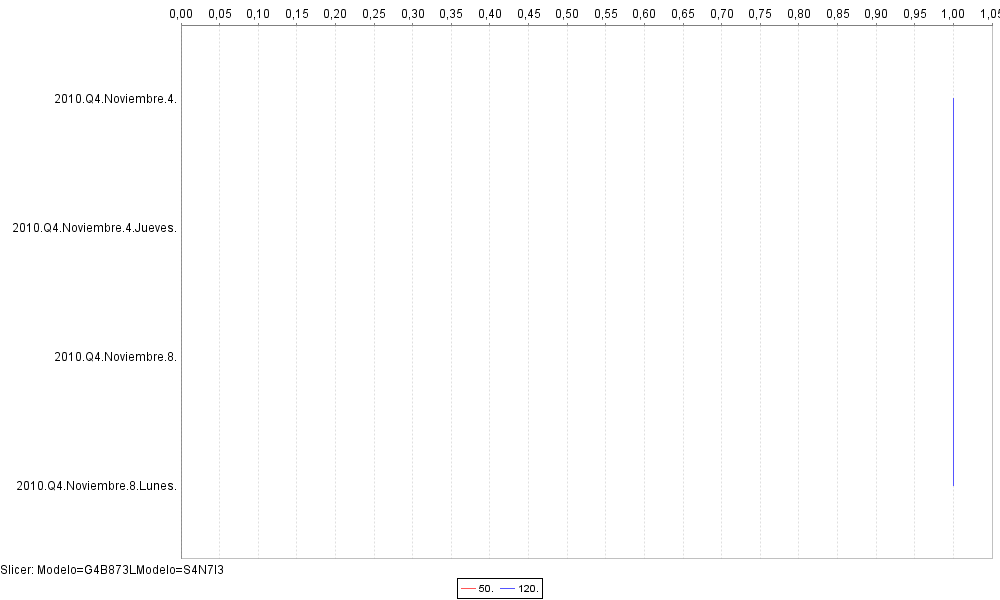 0,00 0,05 0,10 0,15 0,20 0,25 0,30 0,35 0,40 0,45 0,50 0,55 0,60 0,65 0,70 0,75 0,80 0,85 0,90 0,95 1,00 1,05
2010.Q4.Noviembre.4.
2010.Q4.Noviembre.4.Jueves.
2010.Q4.Noviembre.8.
2010.Q4.Noviembre.8.Lunes.
Slicer: Modelo=G4B873LModelo=S4N7I3
50. 120.